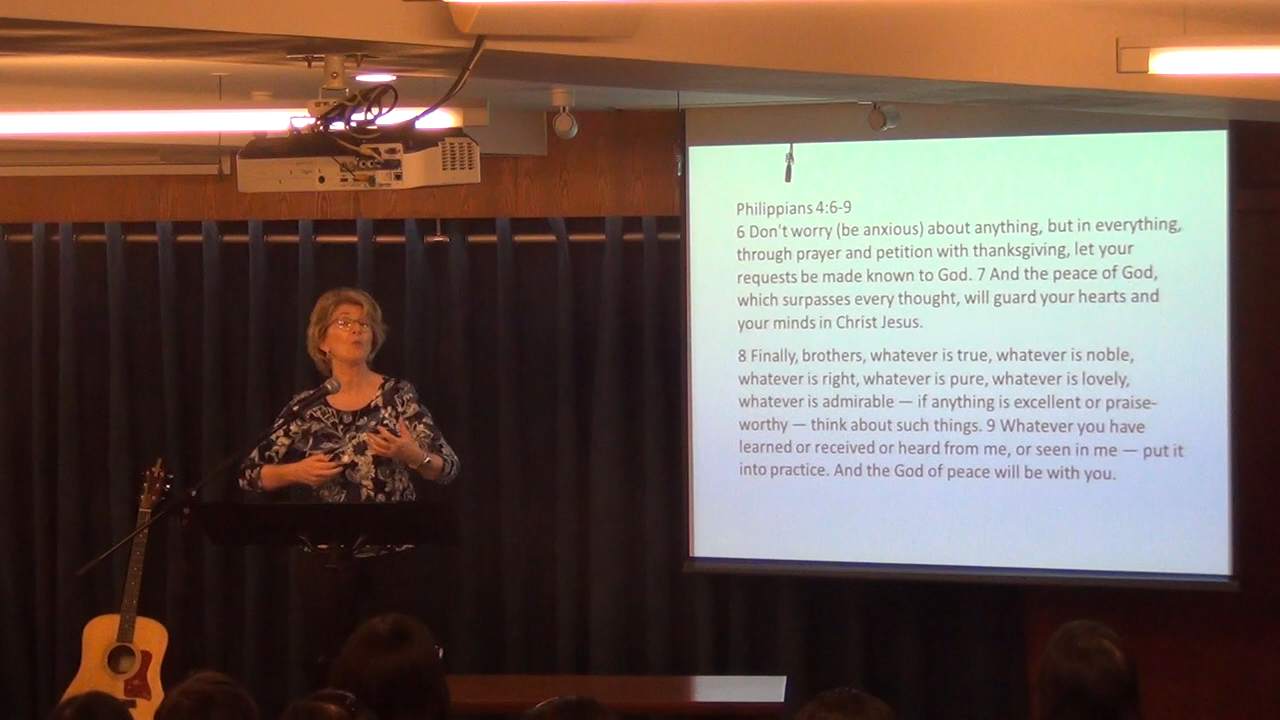 Philippians 4:6-9
6 Don't worry (be anxious) about anything, but in everything,
through prayer and petition with thanksgiving, let your
requests be made known to God. 7 And the peace of God,
which surpasses every thought, will guard your hearts and
your minds in Christ Jesus.
8 Finally, brothers, whatever is true, whatever is noble,
whatever is right, whatever is pure, whatever is lovely,
whatever is admirable — if anything is excellent or praise-
worthy — think about such things. 9 Whatever you have
learned or received or heard from me, or seen in me — put it
into practice. And the God of peace will be with you.